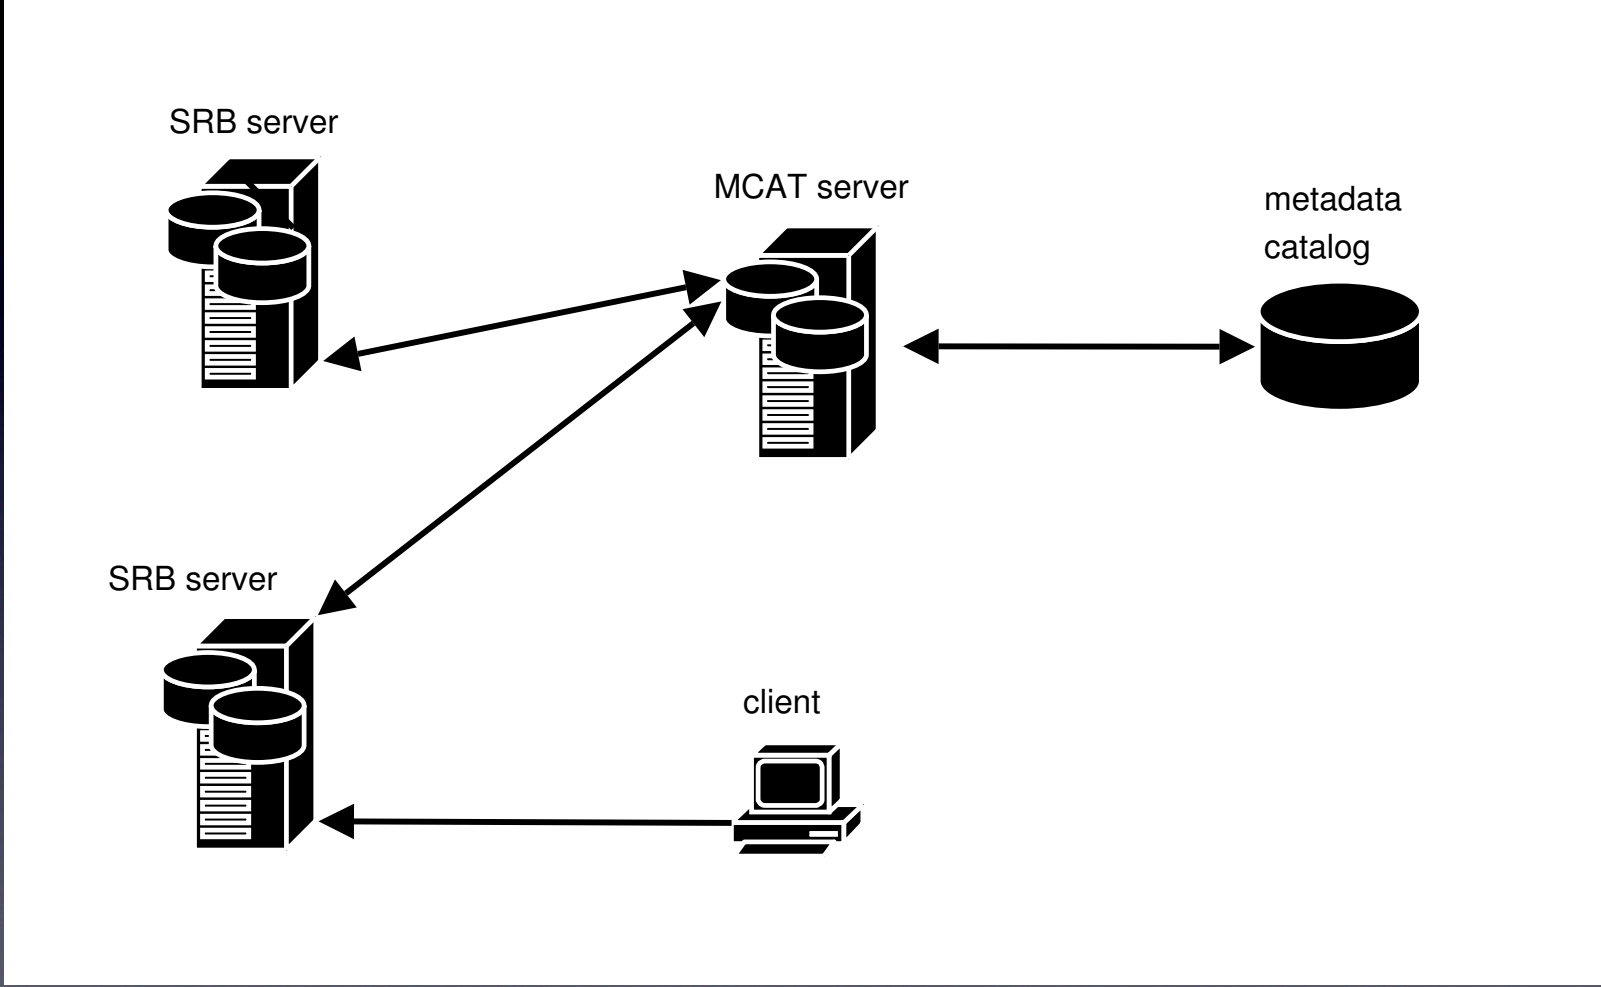 SRB server
MCAT server
metadata
catalog
SRB server
client